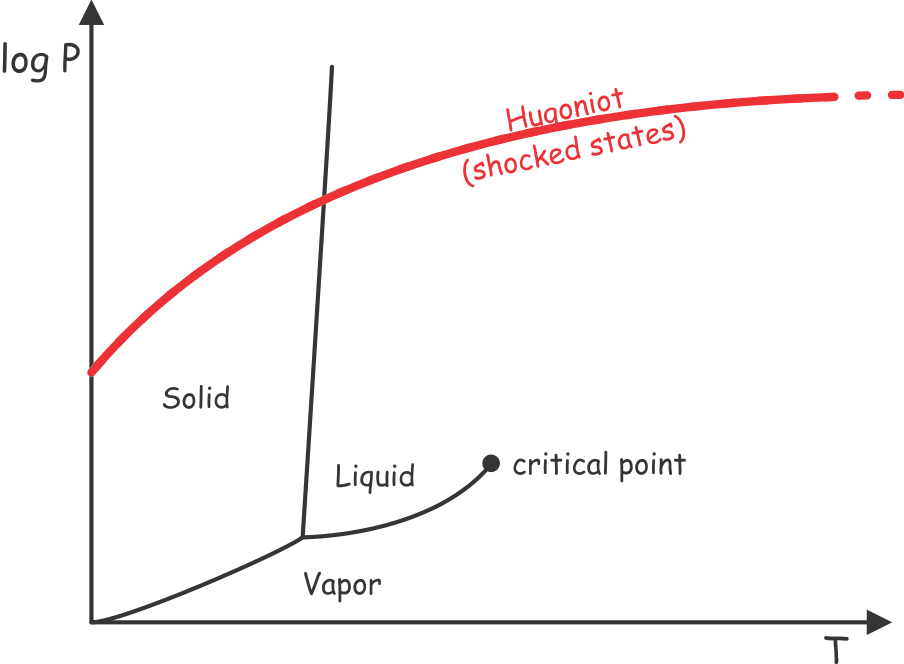 log P
Hugoniot
(shocked states)
Solid
Liquid
critical point
Vapor
T